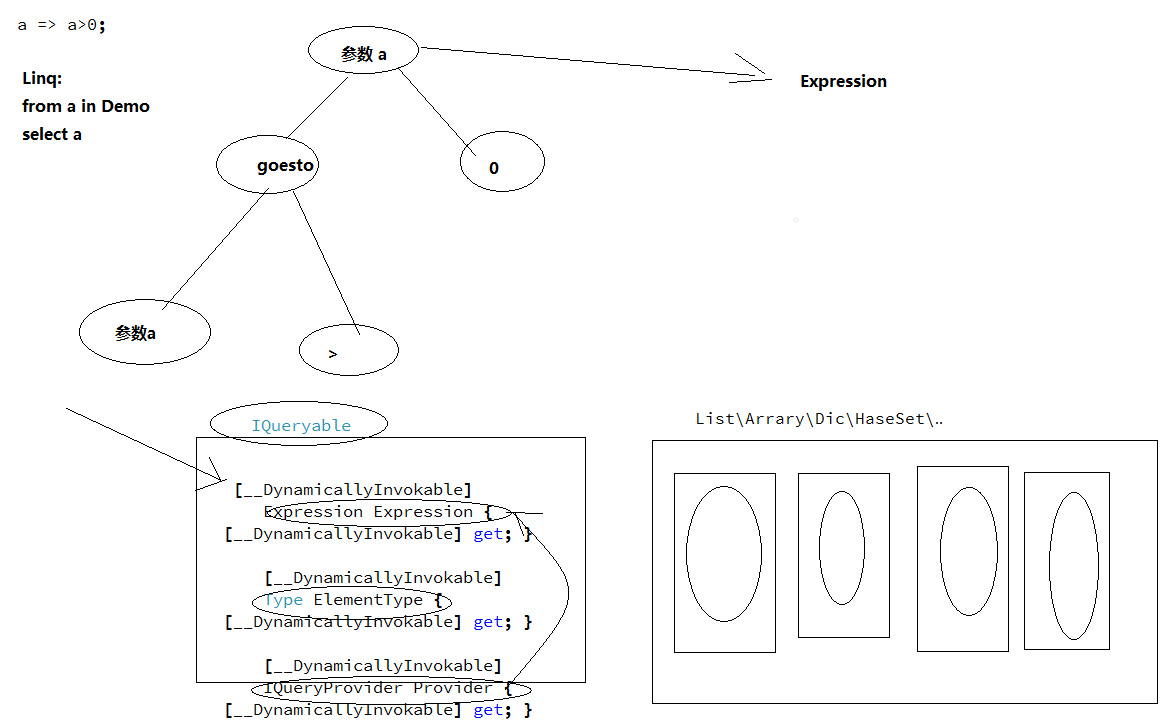 a => a>0;
Linq:
from a in Demo
select a
参数 a
Expression
goesto
0
参数a
>
IQueryable
[__DynamicallyInvokable]
Expression Expression {
[__DynamicallyInvokable] get; }
[__DynamicallyInvokable]
Type ElementType {
[__DynamicallyInvokable] get; }
[__DynamicallyInvokable]
IQueryProvider Provider {
[__DynamicallyInvokable] get; }
List\Arrary\Dic\HaseSet\..